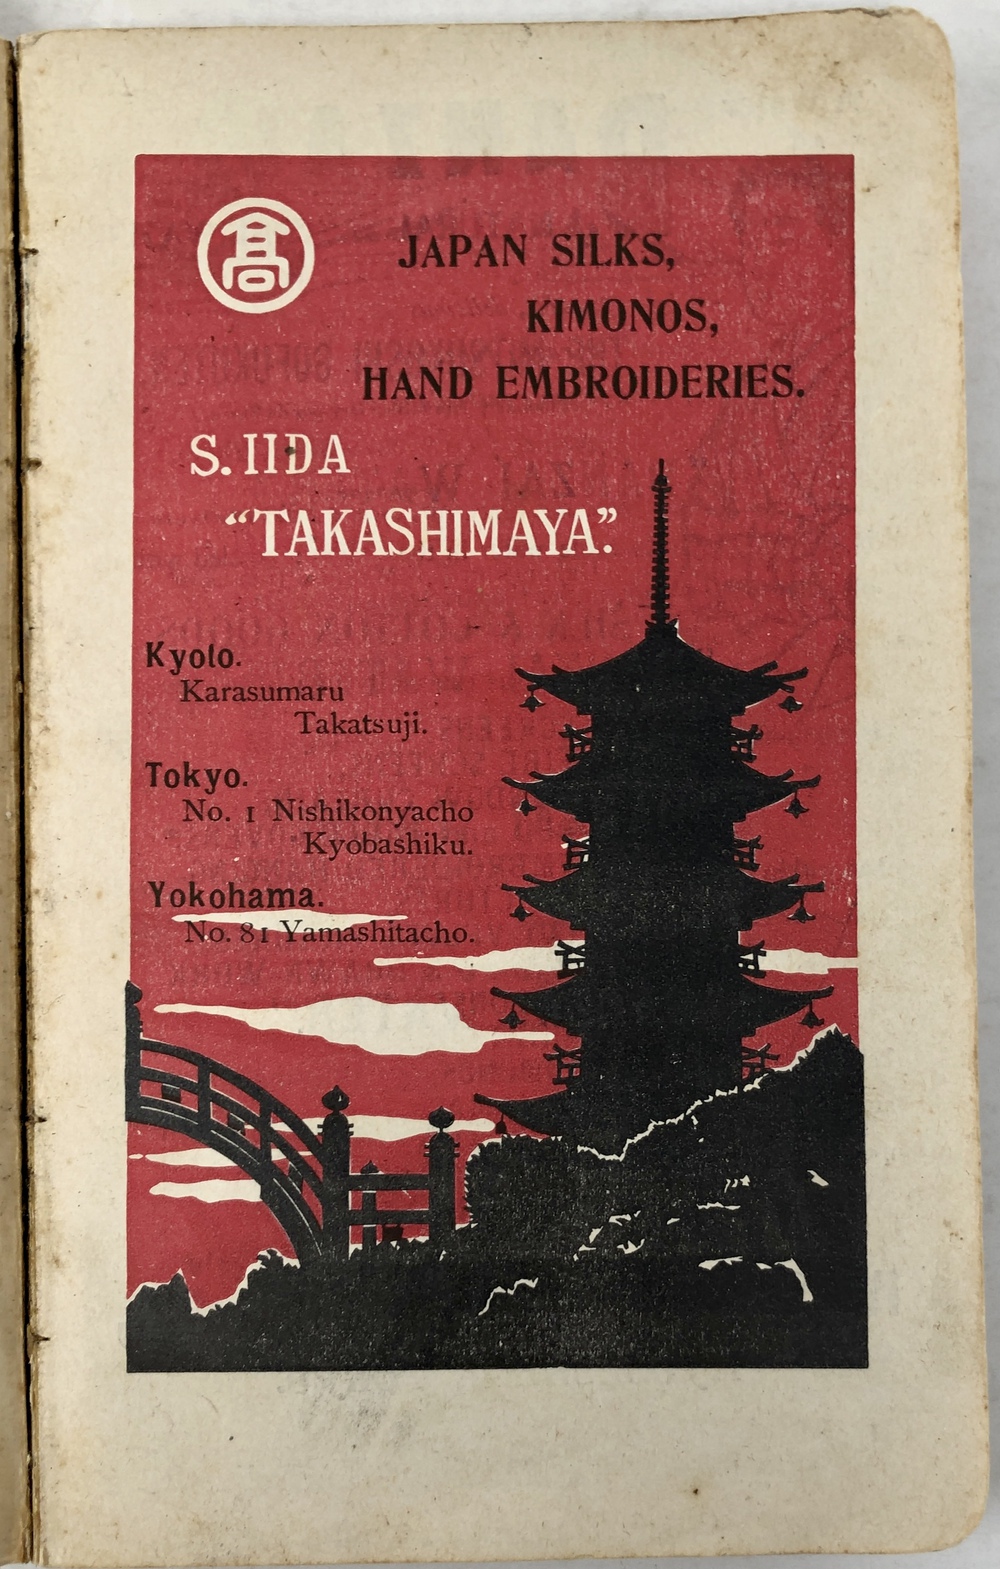 髙
JAPAN SILKS,
KIMONOS,
HAND EMBROIDERIES.
S. IIDA
“TAKASHIMAYA”.
Kyoto.
Karasumaru
Takatsuji.
Tokyo.
No. 1 Nishikonyacho
Kyobashiku.
Yokohama.
No. 81 Yamashitacho.